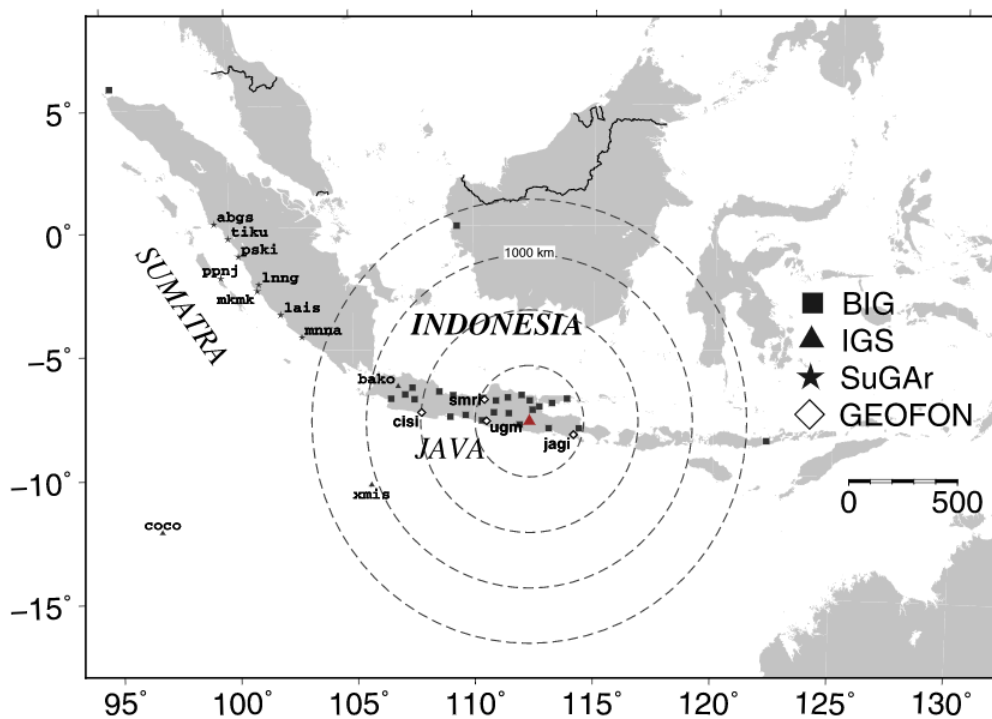 5°
0°
−5°
−10°
−15°
95°
100°
105°
110°
115°
120°
125°
130°
abgs
tiku
pski
ppnj
lnng
mkmk
lais
mnna
SUMATRA
1000 km.
INDONESIA
bako
smrl
cisi
ugm
JAVA
jagi
xmis
coco
BIG
IGS
SuGAr
GEOFON
0
500